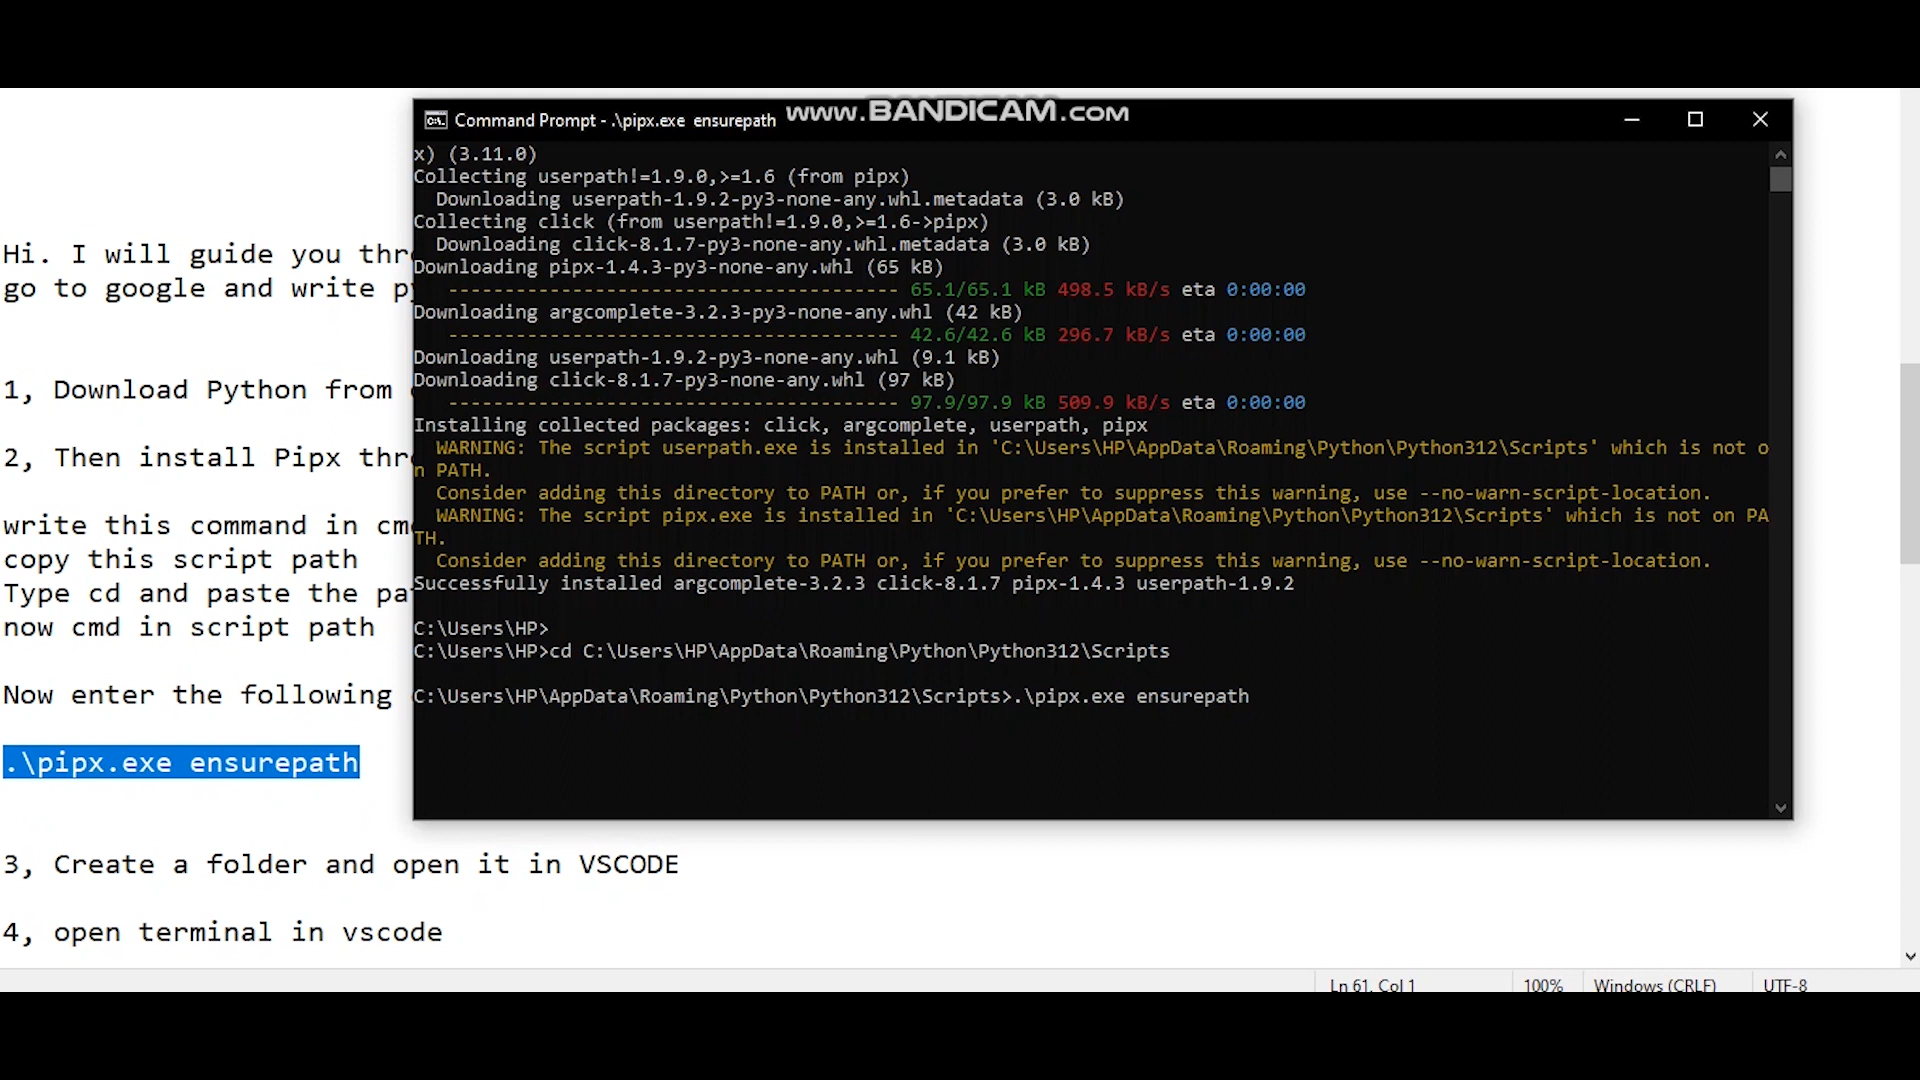 www.BANDICAM.com
Command Prompt - .\pipx.exe ensurepath
x) (3.11.0)
Collecting userpath!=1.9.0,>=1.6 (from pipx)
Downloading userpath-1.9.2-py3-none-any.whl.metadata (3.0 kB)
Collecting click (from userpath!=1.9.0,>=1.6->pipx)
Downloading click-8.1.7-py3-none-any.whl.metadata (3.0 kB)
Downloading pipx-1.4.3-py3-none-any.whl (65 kB)
---------------------------------------- 65.1/65.1 kB 498.5 kB/s eta 0:00:00
Downloading argcomplete-3.2.3-py3-none-any.whl (42 kB)
---------------------------------------- 42.6/42.6 kB 296.7 kB/s eta 0:00:00
Downloading userpath-1.9.2-py3-none-any.whl (9.1 kB)
Downloading click-8.1.7-py3-none-any.whl (97 kB)
---------------------------------------- 97.9/97.9 kB 509.9 kB/s eta 0:00:00
Installing collected packages: click, argcomplete, userpath, pipx
WARNING: The script userpath.exe is installed in 'C:\Users\HP\AppData\Roaming\Python\Python312\Scripts' which is not o
n PATH.
Consider adding this directory to PATH or, if you prefer to suppress this warning, use --no-warn-script-location.
WARNING: The script pipx.exe is installed in 'C:\Users\HP\AppData\Roaming\Python\Python312\Scripts' which is not on PA
TH.
Consider adding this directory to PATH or, if you prefer to suppress this warning, use --no-warn-script-location.
Successfully installed argcomplete-3.2.3 click-8.1.7 pipx-1.4.3 userpath-1.9.2
C:\Users\HP>
C:\Users\HP>cd C:\Users\HP\AppData\Roaming\Python\Python312\Scripts
C:\Users\HP\AppData\Roaming\Python\Python312\Scripts>.\pipx.exe ensurepath
Hi. I will guide you thr
go to google and write p
1, Download Python from
2, Then install Pipx thr
write this command in cm
copy this script path
Type cd and paste the pa
now cmd in script path
Now enter the following
.\pipx.exe ensurepath
3, Create a folder and open it in VSCODE
4, open terminal in vscode
Ln 61, Col 1
100%
Windows (CRLF)
UTF-8